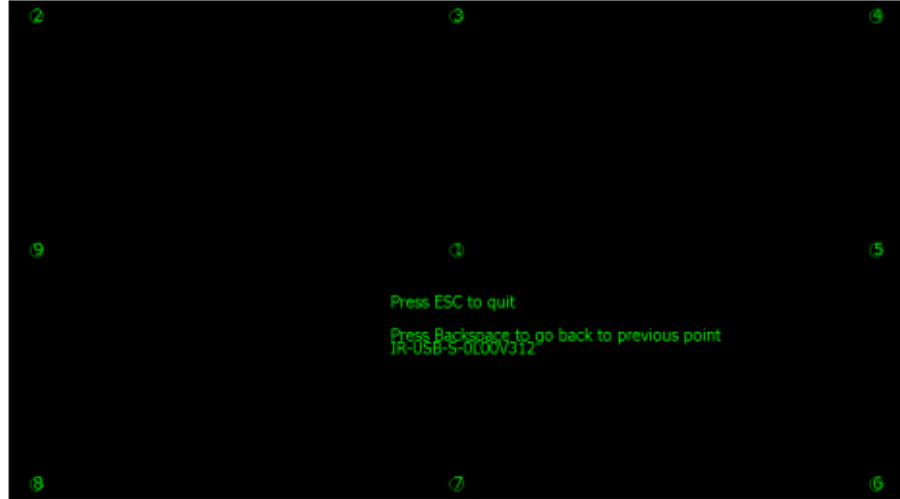 2 3 4
9 1 5
Press ESC to quit
Press Backspace to go back to previous point
IR-USB-S-0L00V312
8 7 6